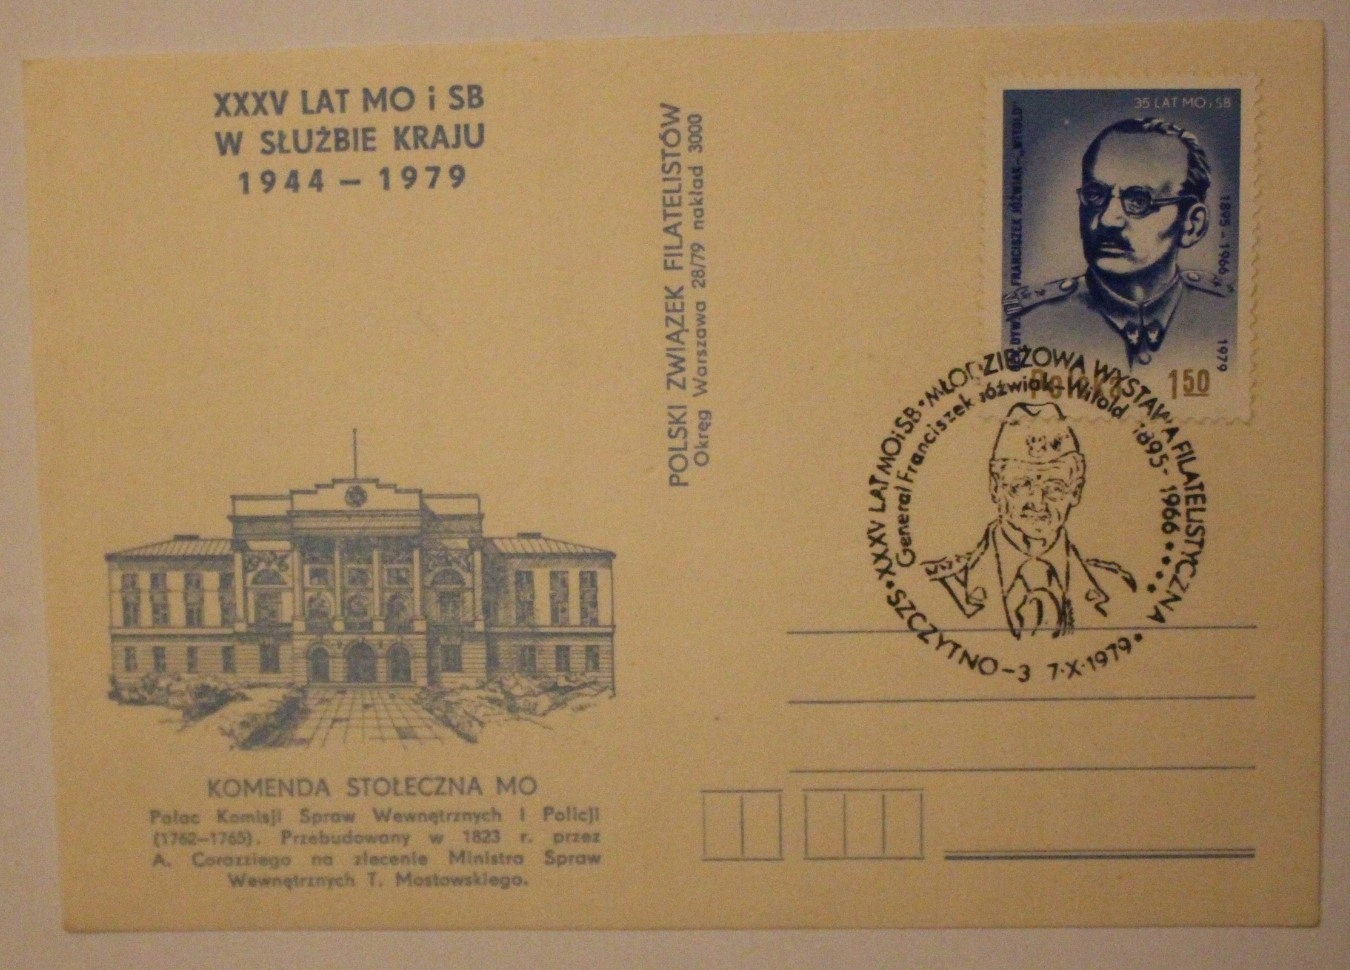 XXXV LAT MO i SB
W SŁUŻBIE KRAJU
1944 – 1979
KOMENDA STOŁECZNA MO
Pałac Komisji Spraw Wewnętrznych i Policji
(1762–1765). Przebudowany w 1823 r. przez
A. Corazziego na zlecenie Ministra Spraw
Wewnętrznych T. Mostowskiego.
POLSKI ZWIĄZEK FILATELISTÓW
Okręg Warszawa 28/79 nakład 3000
35 LAT MO i SB
FRANCISZEK JÓŹWIAK – „WITOLD"
1895 - 1966
1979
Polska 150
SZCZYTNO-3 7·X·1979 • XXXV LAT MO i SB • MŁODZIEŻOWA WYSTAWA FILATELISTYCZNA
Generał Franciszek Jóźwiak-Witold 1895-1966